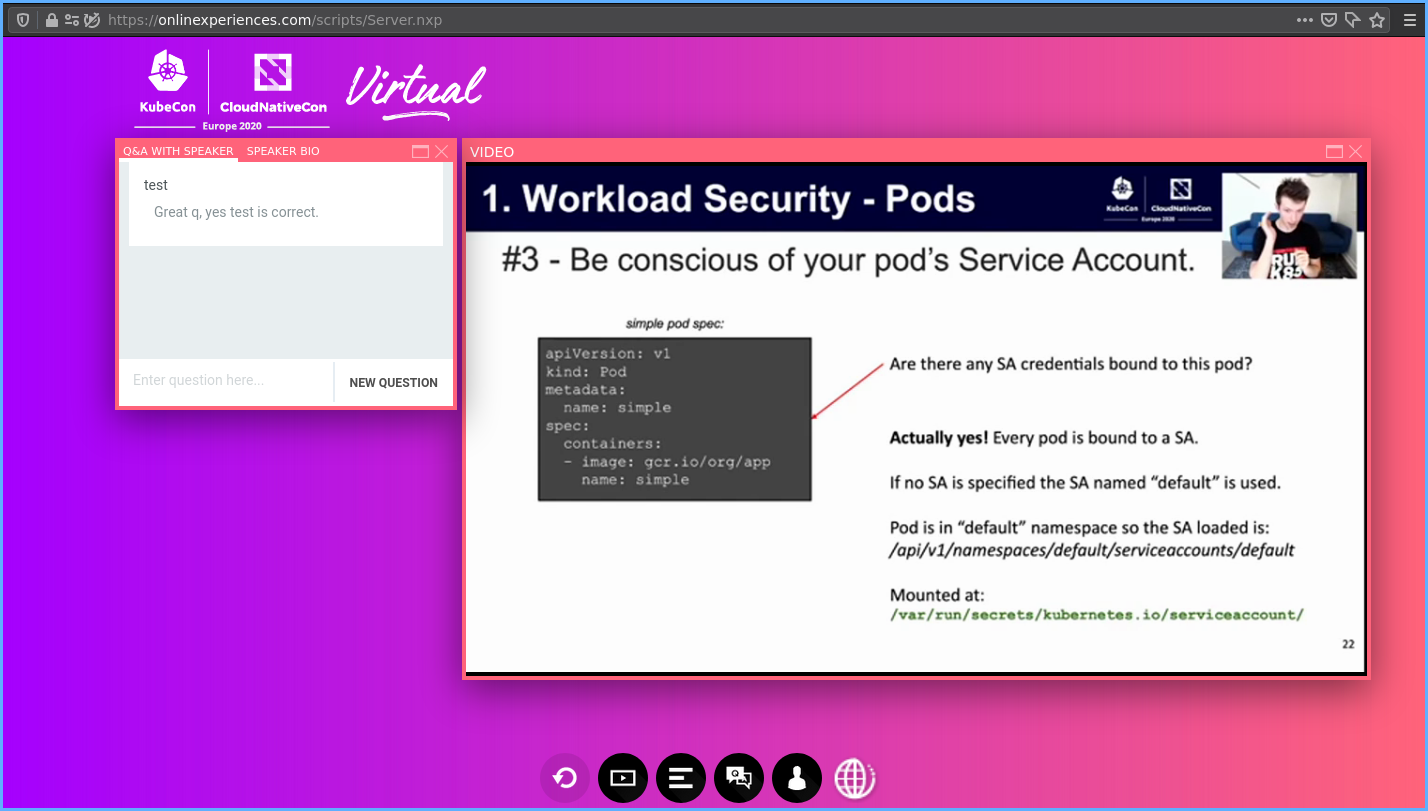 https://onlinexperiences.com/scripts/Server.nxp
KubeCon
CloudNativeCon
Europe 2020
Virtual
Q&A WITH SPEAKER
SPEAKER BIO
test
Great q, yes test is correct.
Enter question here...
NEW QUESTION
VIDEO
1. Workload Security - Pods
KubeCon
CloudNativeCon
Europe 2020
#3 - Be conscious of your pod's Service Account.
simple pod spec:
apiVersion: v1
kind: Pod
metadata:
name: simple
spec:
containers:
- image: gcr.io/org/app
name: simple
Are there any SA credentials bound to this pod?
Actually yes! Every pod is bound to a SA.
If no SA is specified the SA named “default” is used.
Pod is in “default” namespace so the SA loaded is:
/api/v1/namespaces/default/serviceaccounts/default
Mounted at:
/var/run/secrets/kubernetes.io/serviceaccount/
22